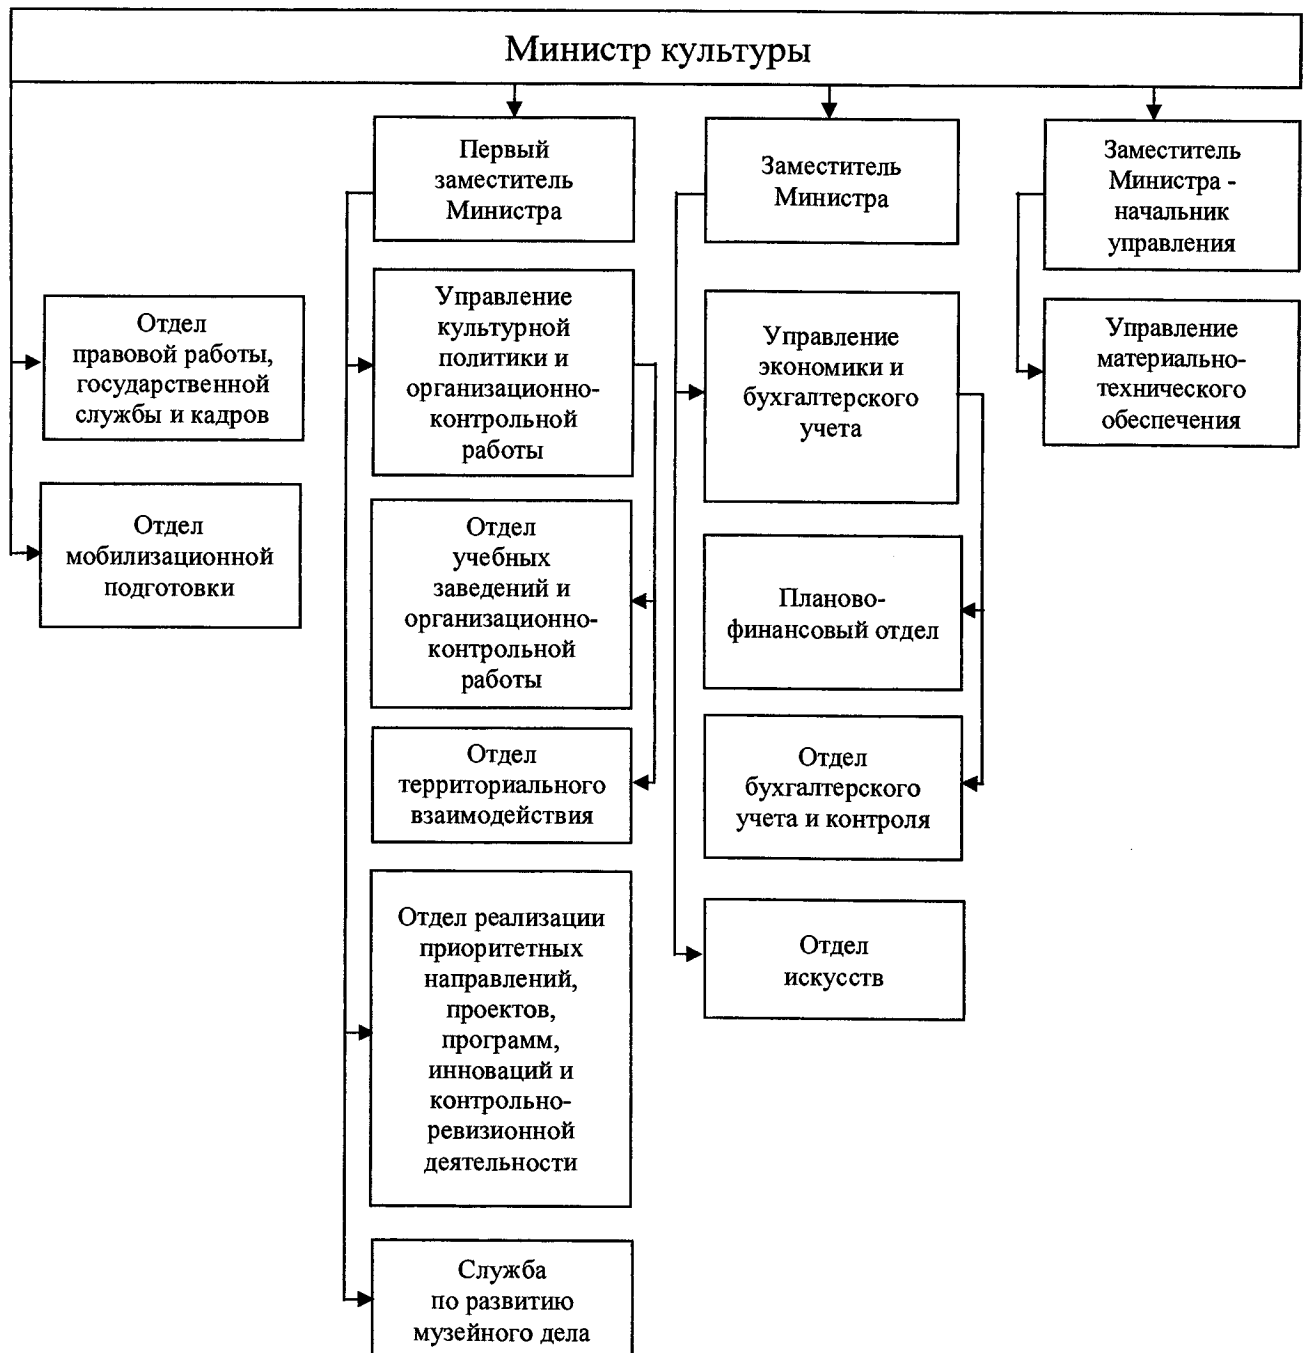 Министр культуры
Первый
заместитель
Министра
Заместитель
Министра
Заместитель
Министра -
начальник
управления
Отдел
правовой работы,
государственной
службы и кадров
Отдел
мобилизационной
подготовки
Управление
культурной
политики и
организационно-
контрольной
работы
Отдел
учебных
заведений и
организационно-
контрольной
работы
Отдел
территориального
взаимодействия
Отдел реализации
приоритетных
направлений,
проектов,
программ,
инноваций и
контрольно-
ревизионной
деятельности
Служба
по развитию
музейного дела
Управление
экономики и
бухгалтерского
учета
Планово-
финансовый отдел
Отдел
бухгалтерского
учета и контроля
Отдел
искусств
Управление
материально-
технического
обеспечения